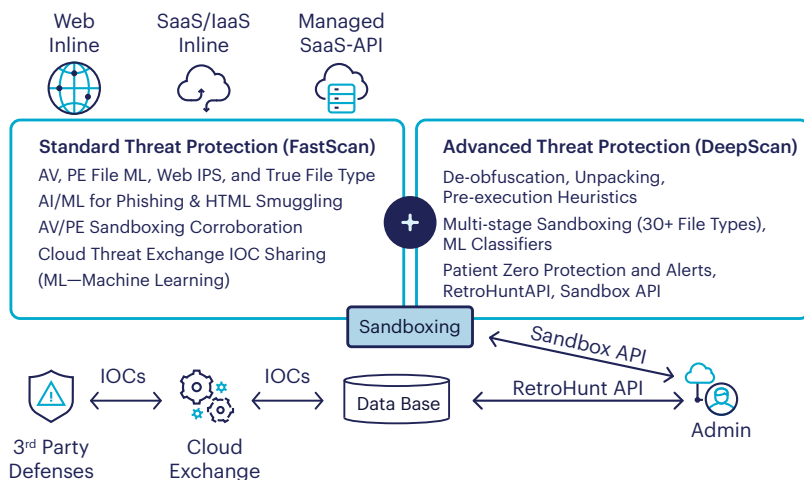 Web
Inline
SaaS/IaaS
Inline
Managed
SaaS-API
Standard Threat Protection (FastScan)
AV, PE File ML, Web IPS, and True File Type
AI/ML for Phishing & HTML Smuggling
AV/PE Sandboxing Corroboration
Cloud Threat Exchange IOC Sharing
(ML—Machine Learning)
+
Advanced Threat Protection (DeepScan)
De-obfuscation, Unpacking,
Pre-execution Heuristics
Multi-stage Sandboxing (30+ File Types),
ML Classifiers
Patient Zero Protection and Alerts,
RetroHuntAPI, Sandbox API
Sandboxing
Sandbox API
IOCs
IOCs
RetroHunt API
Data Base
3rd Party
Defenses
Cloud
Exchange
Admin